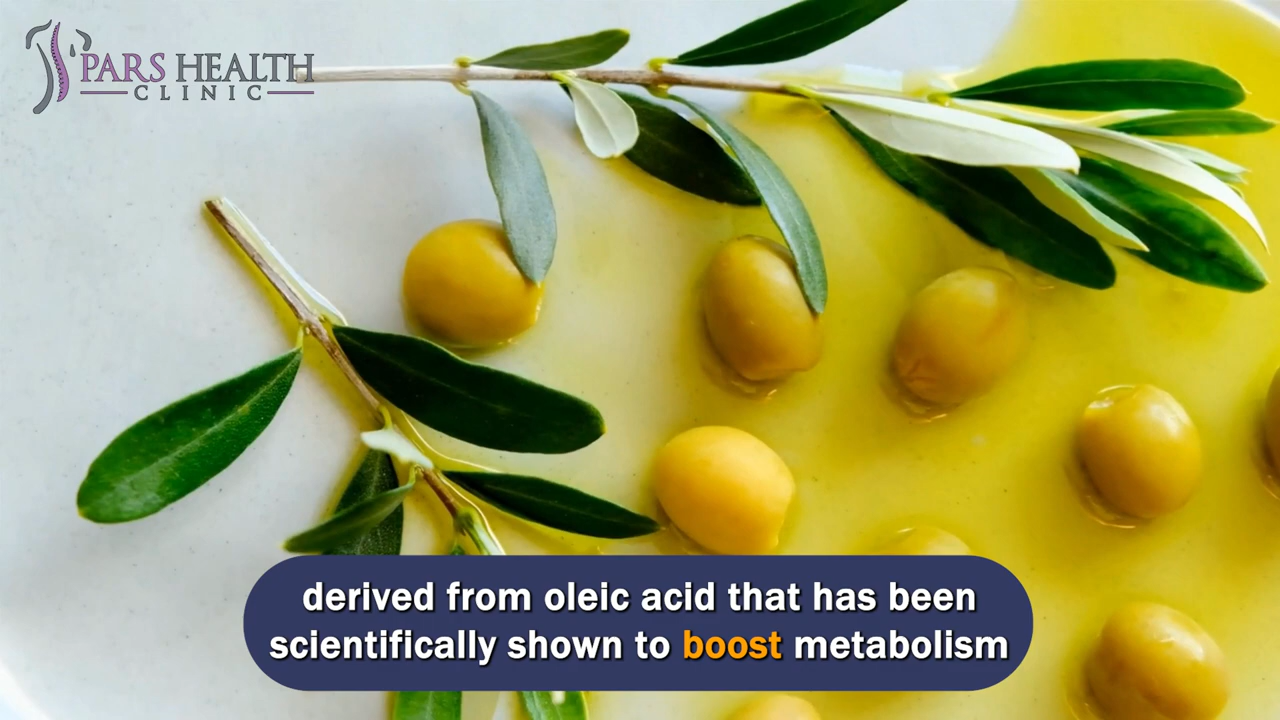 PARS HEALTH
CLINIC
derived from oleic acid that has been
scientifically shown to boost metabolism